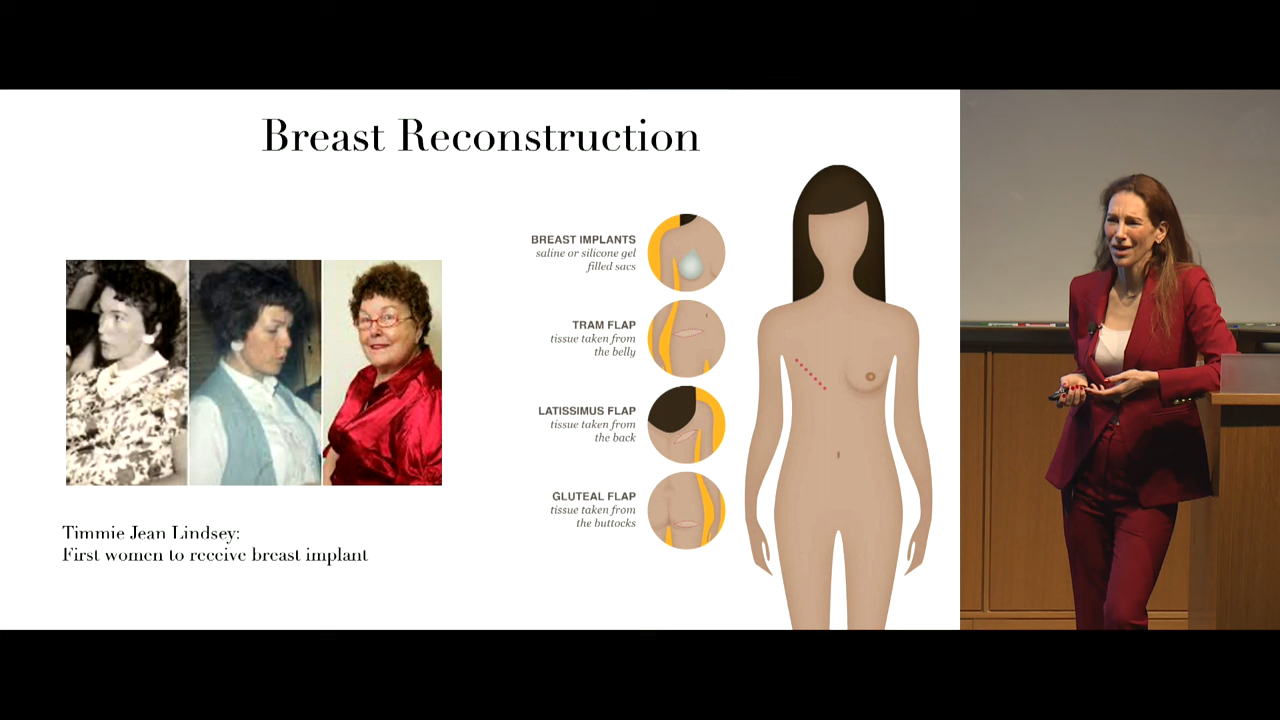 Breast Reconstruction
BREAST IMPLANTS
saline or silicone gel
filled sacs
TRAM FLAP
tissue taken from
the belly
LATISSIMUS FLAP
tissue taken from
the back
GLUTEAL FLAP
tissue taken from
the buttocks
Timmie Jean Lindsey:
First women to receive breast implant